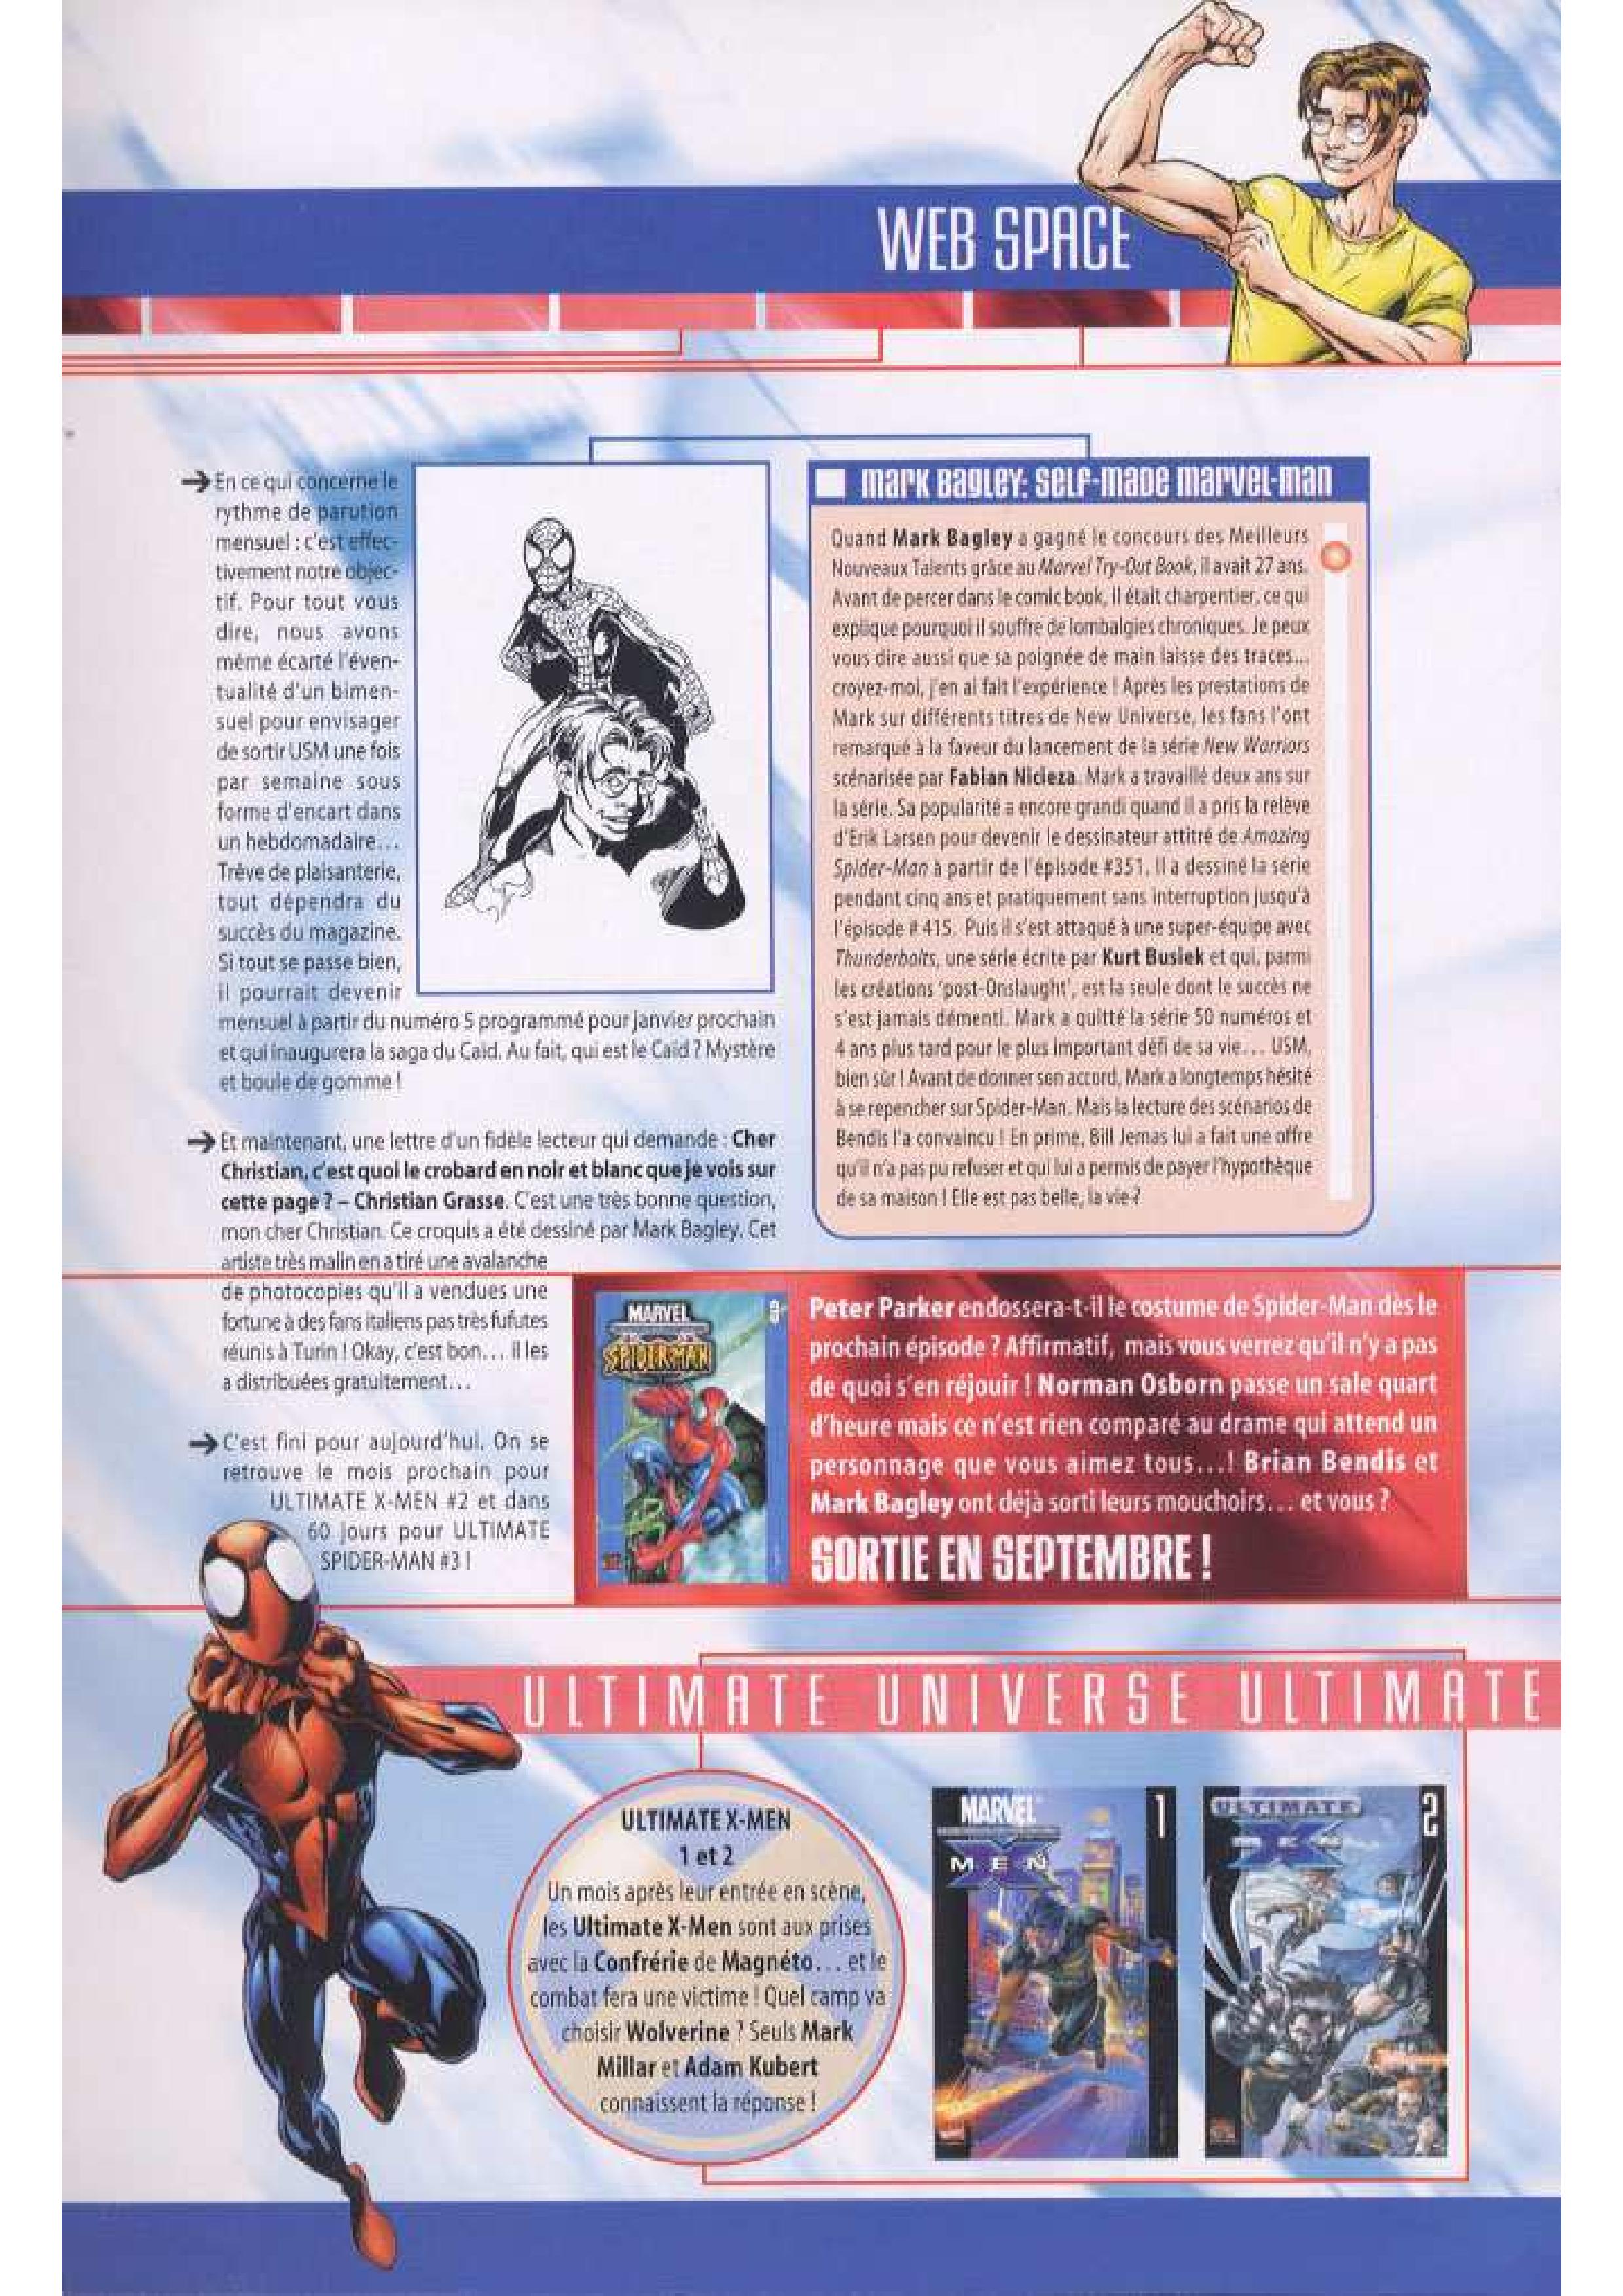 WEB SPACE
En ce qui concerne le
rythme de parution
mensuel : c'est effec-
tivement notre objec-
tif. Pour tout vous
dire, nous avons
même écarté l'éven-
tualité d'un bimen-
suel pour envisager
de sortir USM une fois
par semaine sous
forme d'encart dans
un hebdomadaire...
Trêve de plaisanterie,
tout dépendra du
succès du magazine.
Si tout se passe bien,
il pourrait devenir
mensuel à partir du numéro 5 programmé pour janvier prochain
et qui inaugurera la saga du Caïd. Au fait, qui est le Caïd ? Mystère
et boule de gomme !
Et maintenant, une lettre d'un fidèle lecteur qui demande : Cher
Christian, c'est quoi le crobard en noir et blanc que je vois sur
cette page ? – Christian Grasse. C'est une très bonne question,
mon cher Christian. Ce croquis a été dessiné par Mark Bagley. Cet
artiste très malin en a tiré une avalanche
de photocopies qu'il a vendues une
fortune à des fans italiens pas très fufutes
réunis à Turin ! Okay, c'est bon... il les
a distribuées gratuitement...
C'est fini pour aujourd'hui. On se
retrouve le mois prochain pour
ULTIMATE X-MEN #2 et dans
60 jours pour ULTIMATE
SPIDER-MAN #3 !
MARK BAGLEY: SELF-MADE MARVEL-MAN
Quand Mark Bagley a gagné le concours des Meilleurs
Nouveaux Talents grâce au Marvel Try-Out Book, il avait 27 ans.
Avant de percer dans le comic book, il était charpentier, ce qui
explique pourquoi il souffre de lombalgies chroniques. Je peux
vous dire aussi que sa poignée de main laisse des traces...
croyez-moi, j'en ai fait l'expérience ! Après les prestations de
Mark sur différents titres de New Universe, les fans l'ont
remarqué à la faveur du lancement de la série New Warriors
scénarisée par Fabian Nicieza. Mark a travaillé deux ans sur
la série. Sa popularité a encore grandi quand il a pris la relève
d'Erik Larsen pour devenir le dessinateur attitré de Amazing
Spider-Man à partir de l'épisode #351. Il a dessiné la série
pendant cinq ans et pratiquement sans interruption jusqu'à
l'épisode # 415. Puis il s'est attaqué à une super-équipe avec
Thunderbolts, une série écrite par Kurt Busiek et qui, parmi
les créations 'post-Onslaught', est la seule dont le succès ne
s'est jamais démenti. Mark a quitté la série 50 numéros et
4 ans plus tard pour le plus important défi de sa vie... USM,
bien sûr ! Avant de donner son accord, Mark a longtemps hésité
à se repencher sur Spider-Man. Mais la lecture des scénarios de
Bendis l'a convaincu ! En prime, Bill Jemas lui a fait une offre
qu'il n'a pas pu refuser et qui lui a permis de payer l'hypothèque
de sa maison ! Elle est pas belle, la vie ?
MARVEL
3
SPIDER-MAN
Peter Parker endossera-t-il le costume de Spider-Man dès le
prochain épisode ? Affirmatif, mais vous verrez qu'il n'y a pas
de quoi s'en réjouir ! Norman Osborn passe un sale quart
d'heure mais ce n'est rien comparé au drame qui attend un
personnage que vous aimez tous...! Brian Bendis et
Mark Bagley ont déjà sorti leurs mouchoirs... et vous ?
SORTIE EN SEPTEMBRE !
ULTIMATE UNIVERSE ULTIMATE
ULTIMATE X-MEN
1 et 2
Un mois après leur entrée en scène,
les Ultimate X-Men sont aux prises
avec la Confrérie de Magnéto... et le
combat fera une victime ! Quel camp va
choisir Wolverine ? Seuls Mark
Millar et Adam Kubert
connaissent la réponse !
MARVEL
1
X
MEN
ULTIMATE
2
X
MEN